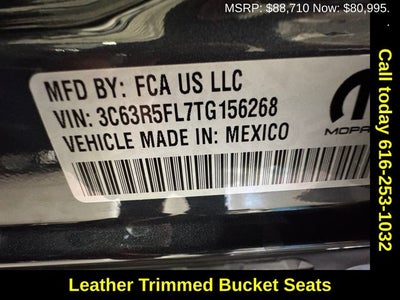 MSRP: $88,710 Now: $80,995.
MFD BY: FCA US LLC
VIN: 3C63R5FL7TG156268
VEHICLE MADE IN: MEXICO
MOPA
Call today 616-253-1032
Leather Trimmed Bucket Seats